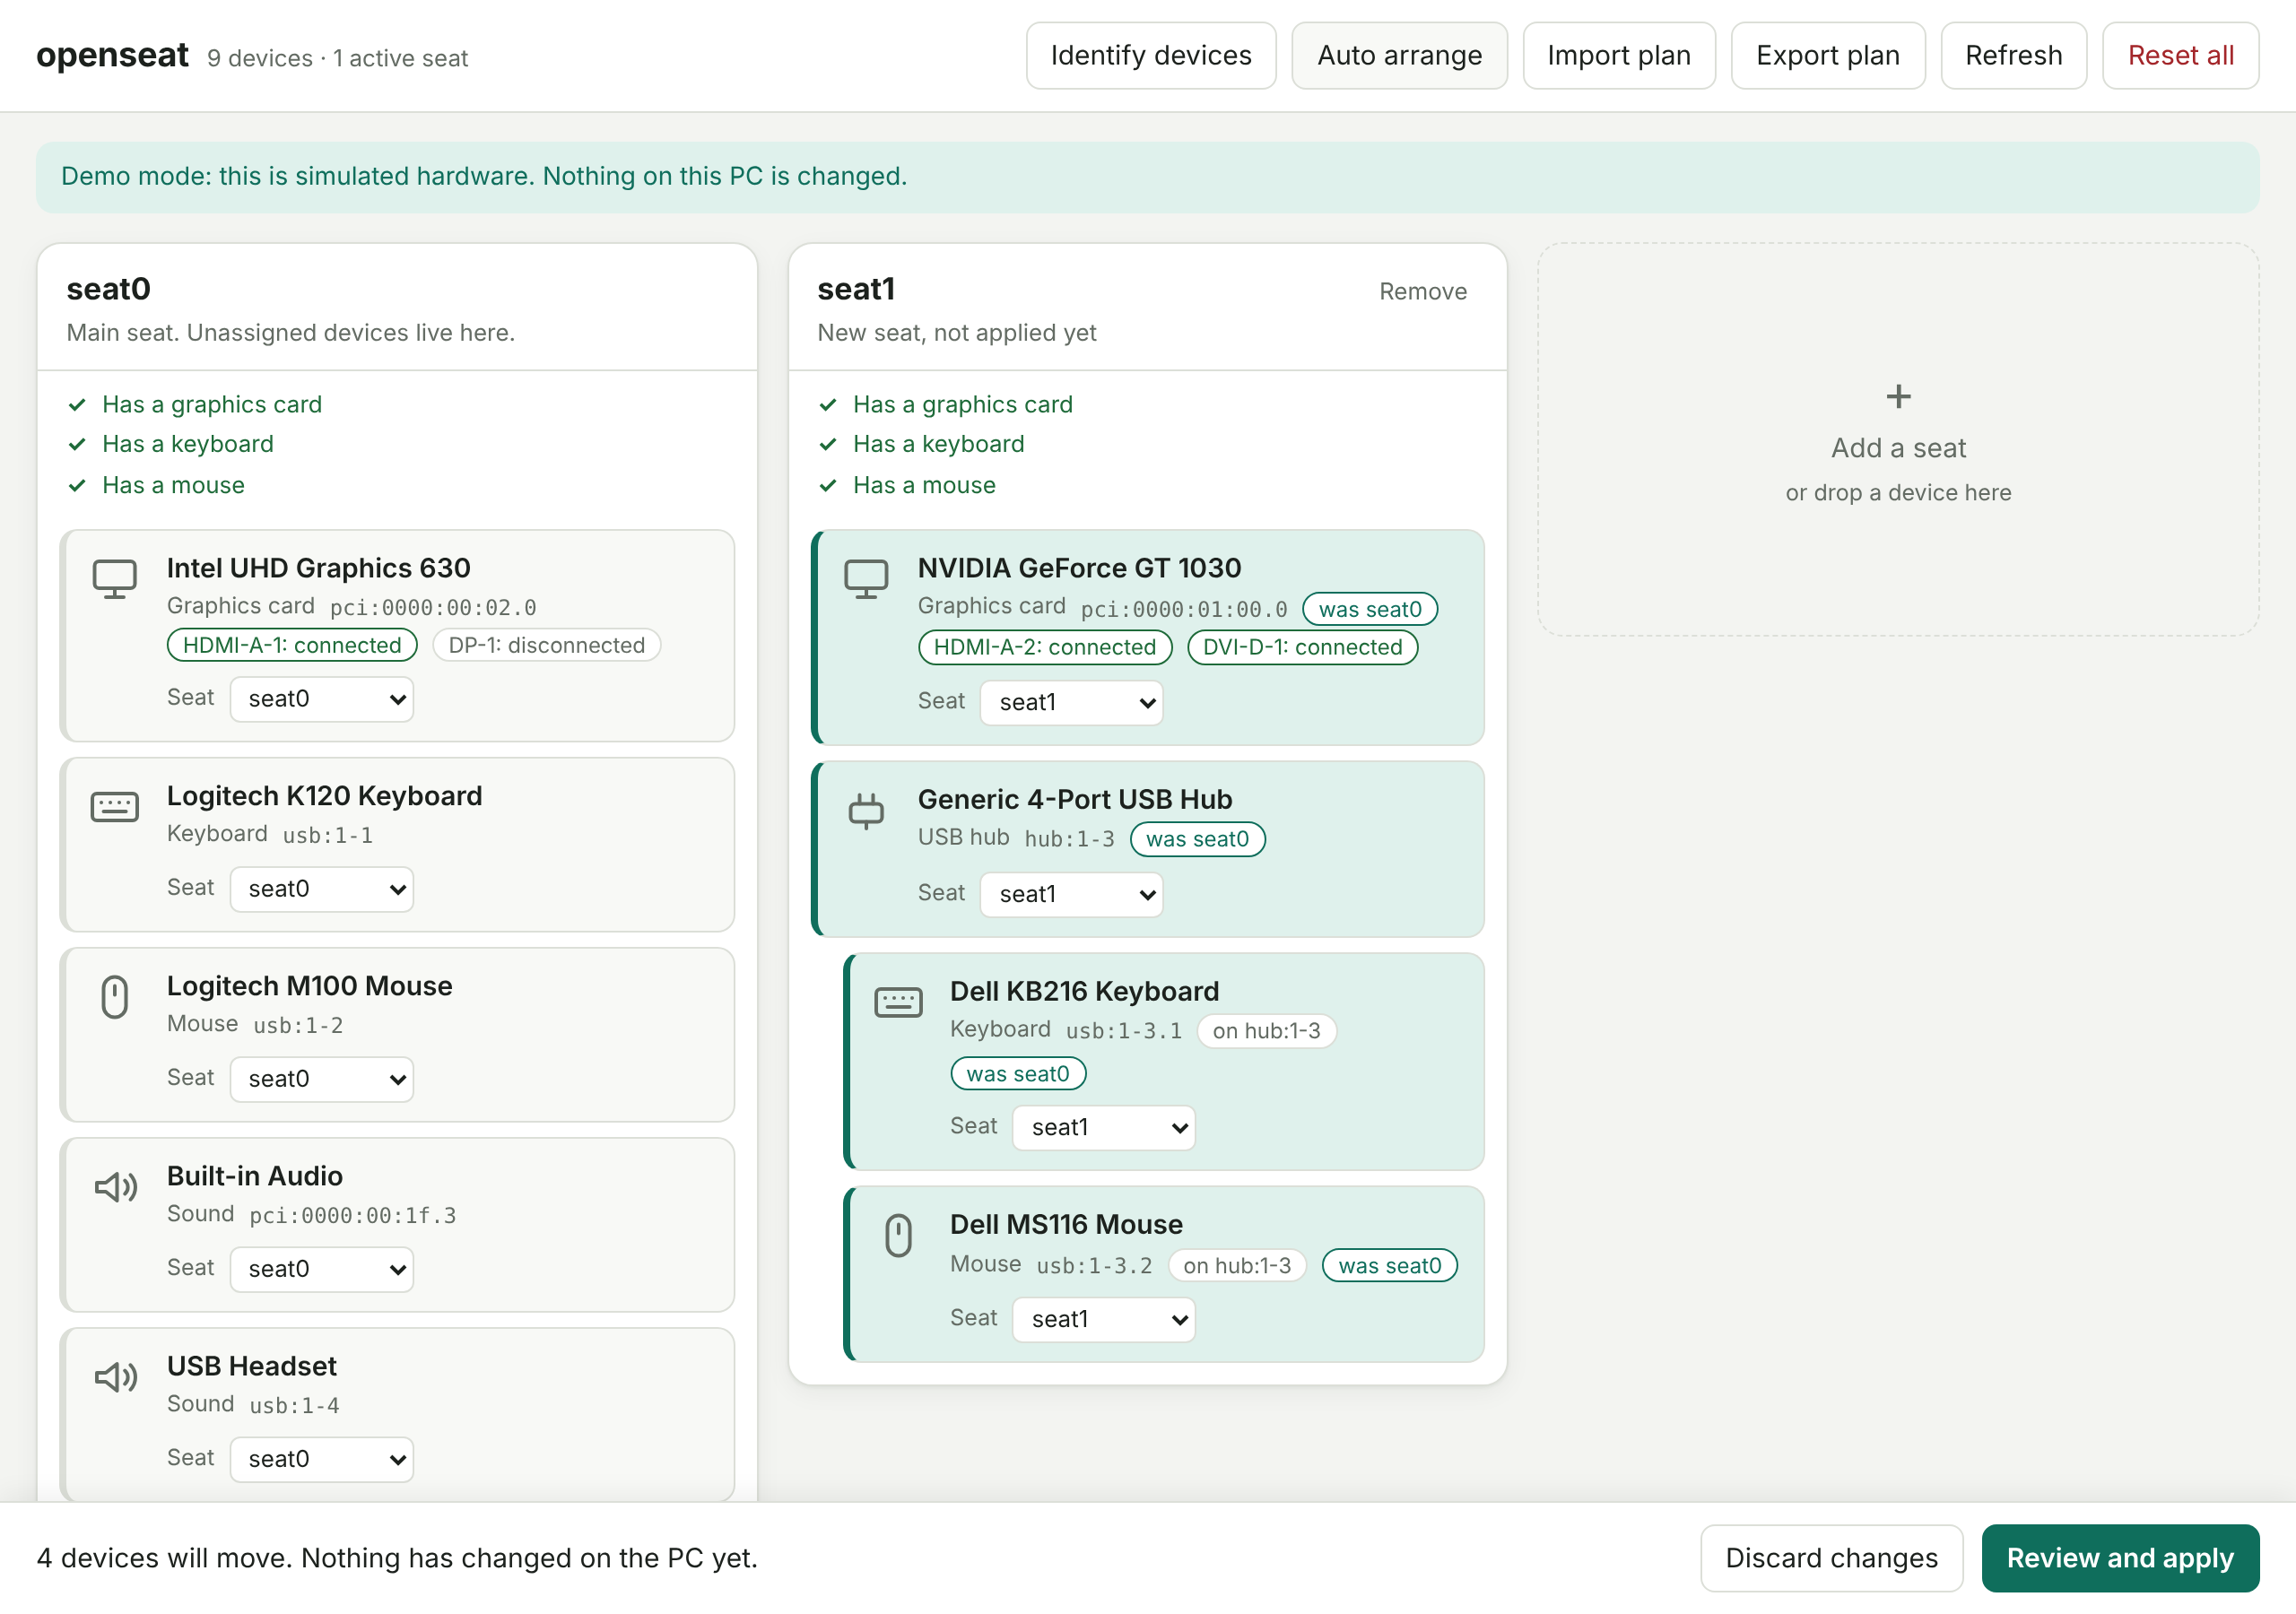 openseat 9 devices · 1 active seat
Identify devices
Auto arrange
Import plan
Export plan
Refresh
Reset all
Demo mode: this is simulated hardware. Nothing on this PC is changed.
seat0
Main seat. Unassigned devices live here.
Has a graphics card
Has a keyboard
Has a mouse
Intel UHD Graphics 630
Graphics card pci:0000:00:02.0
HDMI-A-1: connected DP-1: disconnected
Seat seat0
Logitech K120 Keyboard
Keyboard usb:1-1
Seat seat0
Logitech M100 Mouse
Mouse usb:1-2
Seat seat0
Built-in Audio
Sound pci:0000:00:1f.3
Seat seat0
USB Headset
Sound usb:1-4
Seat seat0
seat1
Remove
New seat, not applied yet
Has a graphics card
Has a keyboard
Has a mouse
NVIDIA GeForce GT 1030
Graphics card pci:0000:01:00.0 was seat0
HDMI-A-2: connected DVI-D-1: connected
Seat seat1
Generic 4-Port USB Hub
USB hub hub:1-3 was seat0
Seat seat1
Dell KB216 Keyboard
Keyboard usb:1-3.1 on hub:1-3
was seat0
Seat seat1
Dell MS116 Mouse
Mouse usb:1-3.2 on hub:1-3 was seat0
Seat seat1
+
Add a seat
or drop a device here
4 devices will move. Nothing has changed on the PC yet.
Discard changes
Review and apply